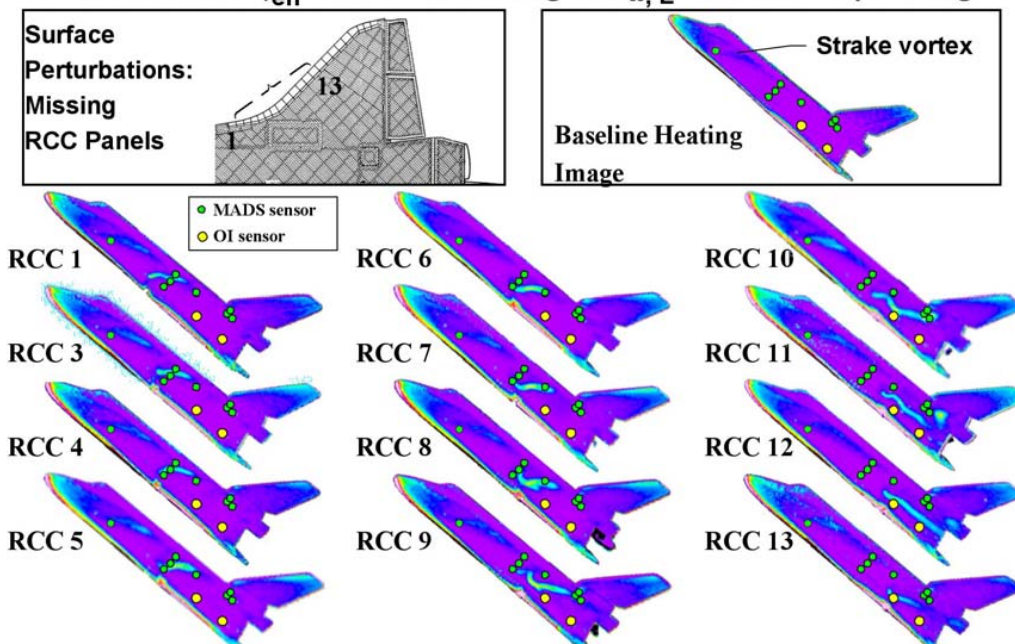 Surface
Perturbations:
Missing
RCC Panels
13
1
Strake vortex
Baseline Heating
Image
MADS sensor
OI sensor
RCC 1
RCC 6
RCC 10
RCC 3
RCC 7
RCC 11
RCC 4
RCC 8
RCC 12
RCC 5
RCC 9
RCC 13